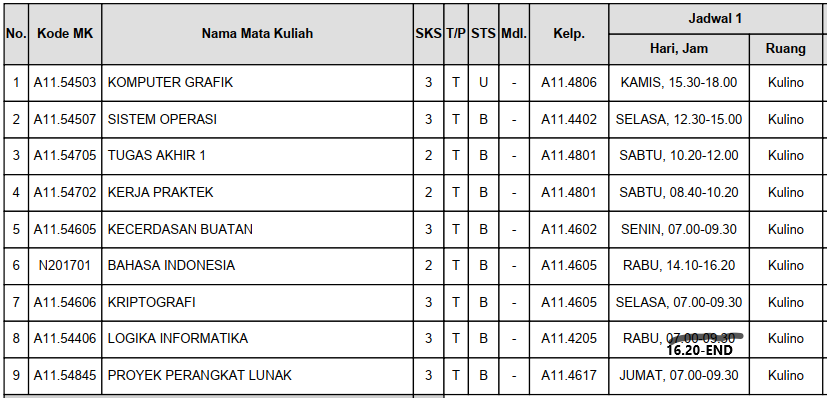 No. Kode MK Nama Mata Kuliah SKS T/P STS Mdl. Kelp. Jadwal 1
Hari, Jam Ruang
1 A11.54503 KOMPUTER GRAFIK 3 T U - A11.4806 KAMIS, 15.30-18.00 Kulino
2 A11.54507 SISTEM OPERASI 3 T B - A11.4402 SELASA, 12.30-15.00 Kulino
3 A11.54705 TUGAS AKHIR 1 2 T B - A11.4801 SABTU, 10.20-12.00 Kulino
4 A11.54702 KERJA PRAKTEK 2 T B - A11.4801 SABTU, 08.40-10.20 Kulino
5 A11.54605 KECERDASAN BUATAN 3 T B - A11.4602 SENIN, 07.00-09.30 Kulino
6 N201701 BAHASA INDONESIA 2 T B - A11.4605 RABU, 14.10-16.20 Kulino
7 A11.54606 KRIPTOGRAFI 3 T B - A11.4605 SELASA, 07.00-09.30 Kulino
8 A11.54406 LOGIKA INFORMATIKA 3 T B - A11.4205 RABU, 07.00-09.30 Kulino
16.20-END
9 A11.54845 PROYEK PERANGKAT LUNAK 3 T B - A11.4617 JUMAT, 07.00-09.30 Kulino